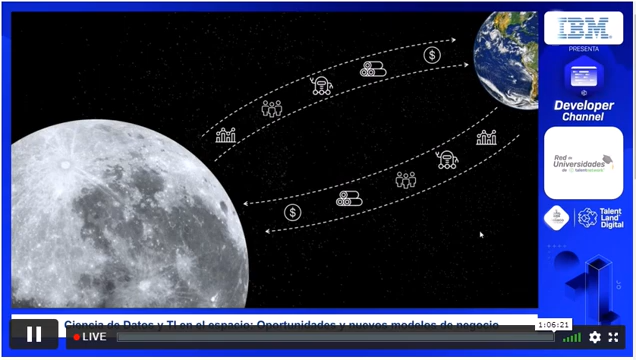 IBM
PRESENTA
Developer
Channel
Red de
Universidades
Talent
Land
Digital
$
$
Ciencia de Datos y TI en el espacio: Oportunidades y nuevos modelos de negocio
1:06:21
LIVE